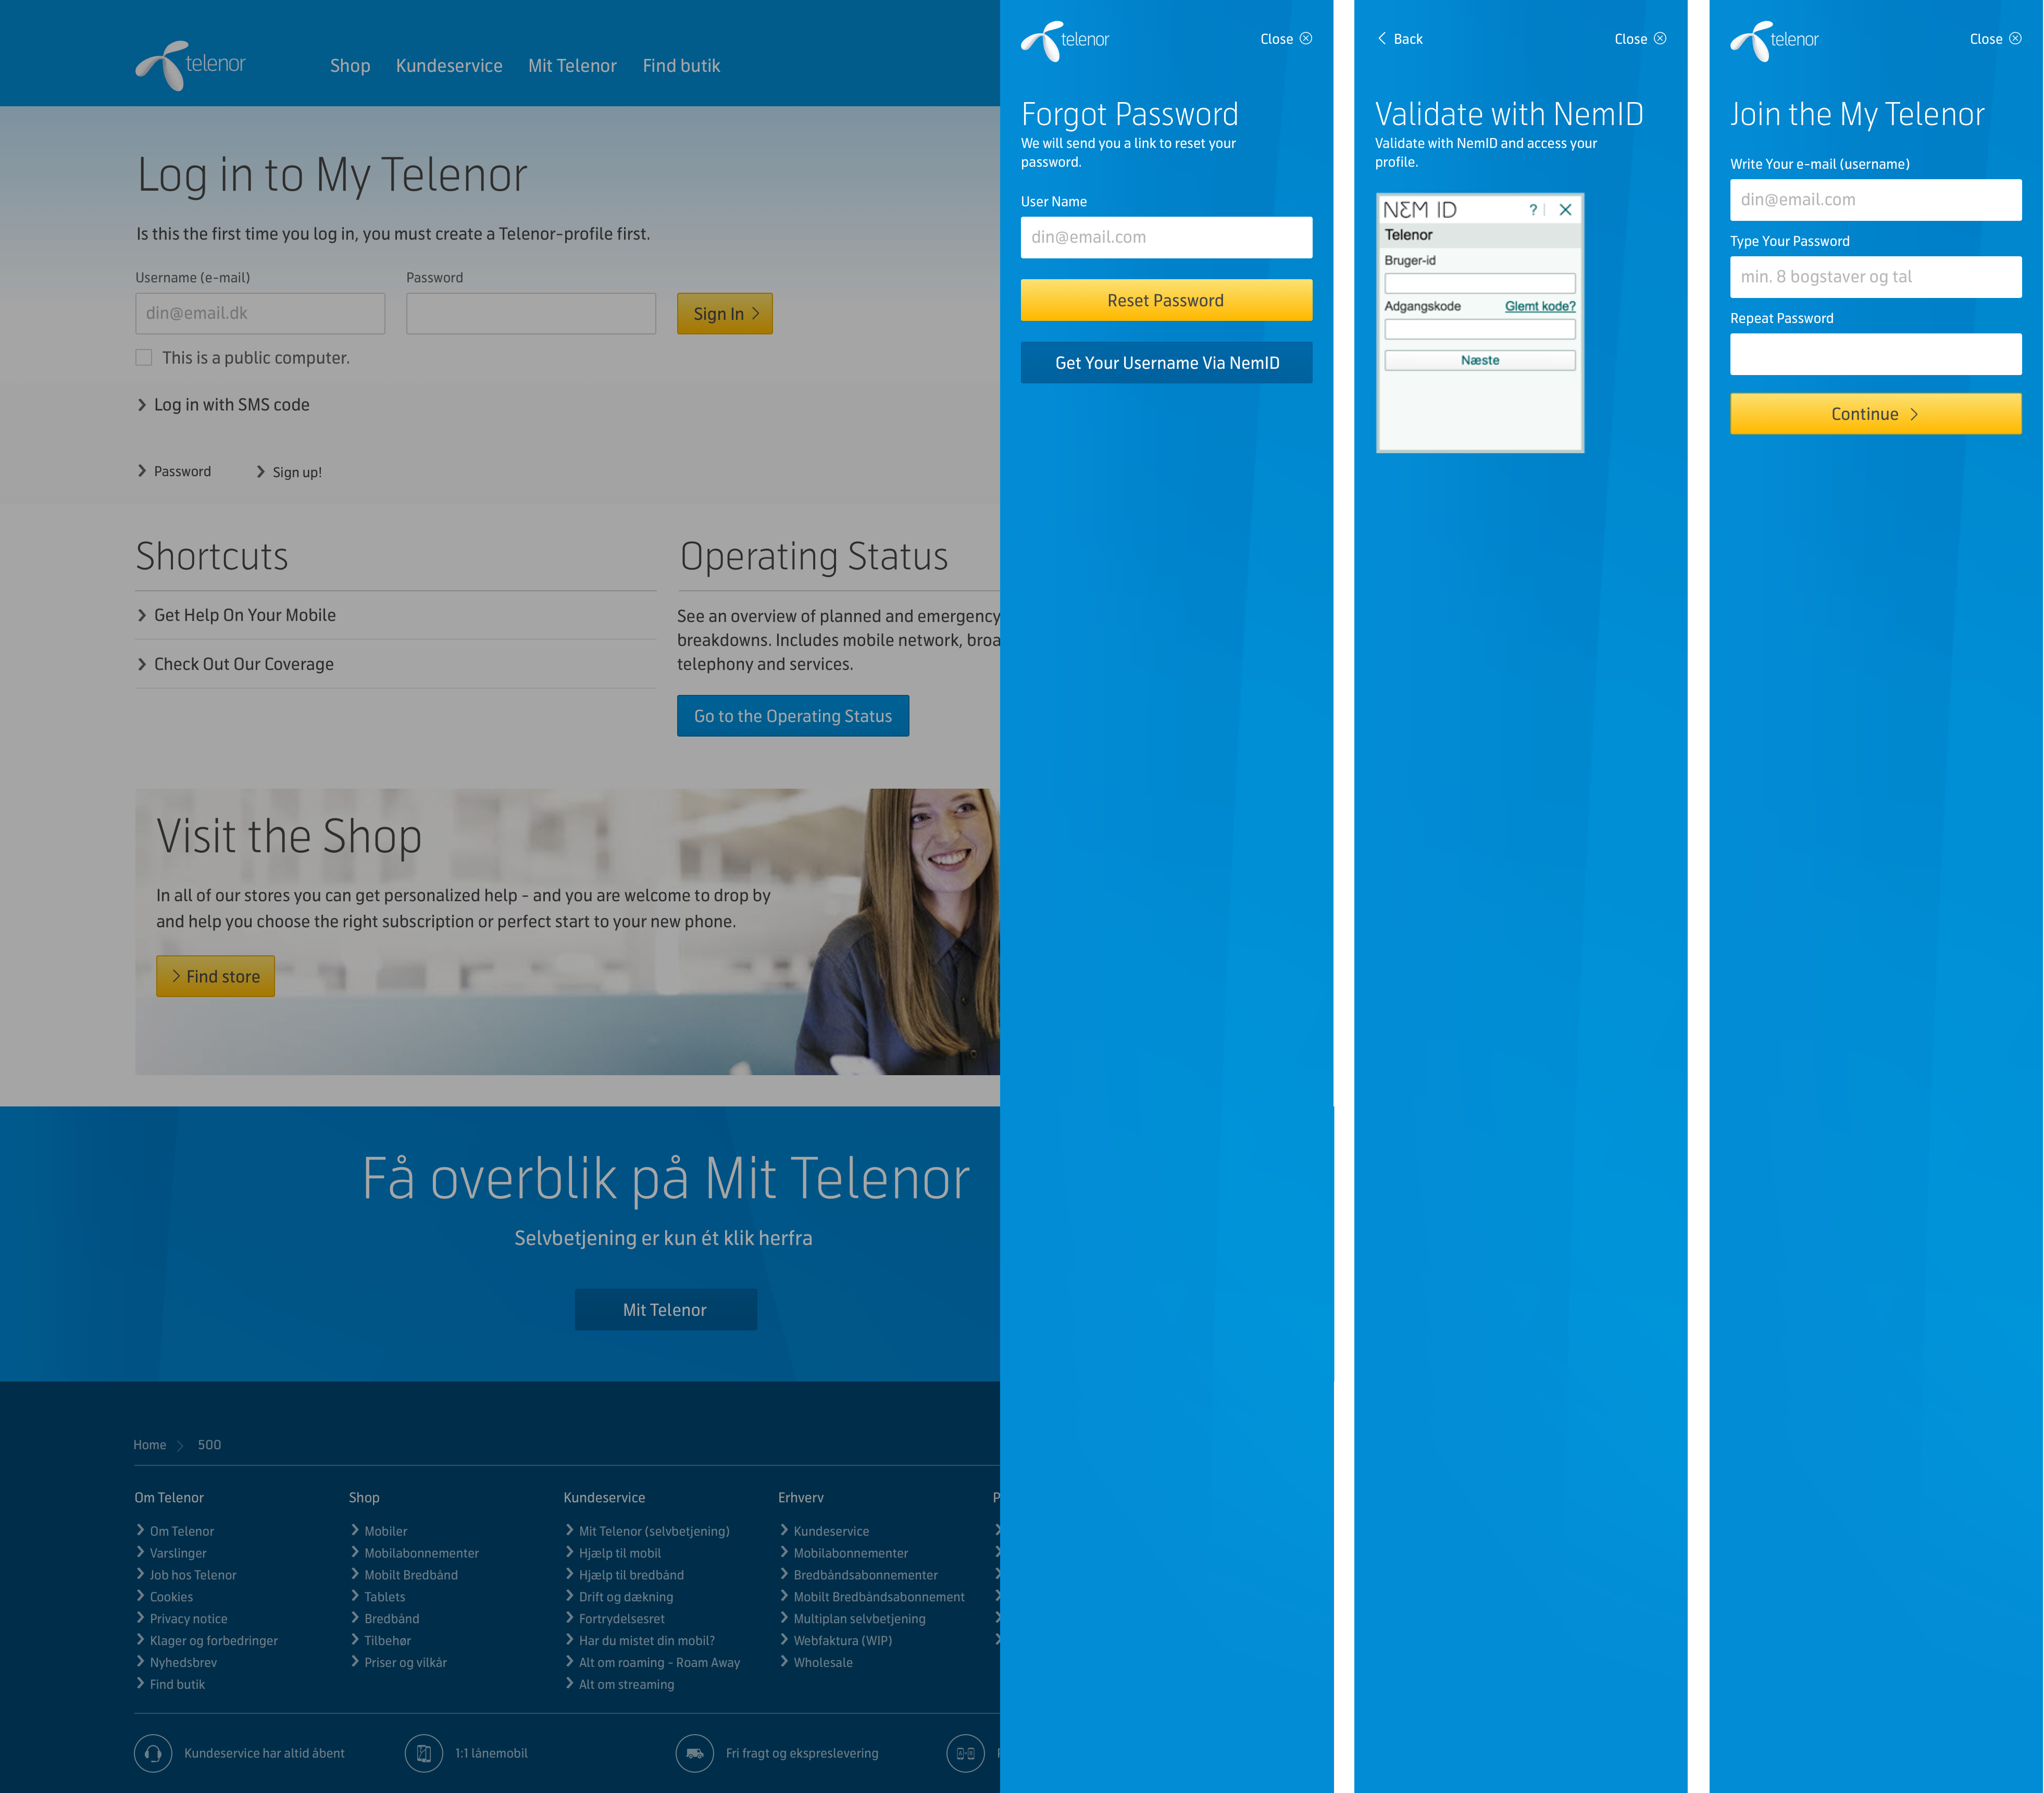 telenor
Shop Kundeservice Mit Telenor Find butik
Log in to My Telenor
Is this the first time you log in, you must create a Telenor-profile first.
Username (e-mail) Password
din@email.dk
Sign In
This is a public computer.
Log in with SMS code
Password Sign up!
Shortcuts
Get Help On Your Mobile
Check Out Our Coverage
Operating Status
See an overview of planned and emergency
breakdowns. Includes mobile network, broa
telephony and services.
Go to the Operating Status
Visit the Shop
In all of our stores you can get personalized help - and you are welcome to drop by
and help you choose the right subscription or perfect start to your new phone.
Find store
Få overblik på Mit Telenor
Selvbetjening er kun ét klik herfra
Mit Telenor
Home 500
Om Telenor
Om Telenor
Varslinger
Job hos Telenor
Cookies
Privacy notice
Klager og forbedringer
Nyhedsbrev
Find butik
Shop
Mobiler
Mobilabonnementer
Mobilt Bredbånd
Tablets
Bredbånd
Tilbehør
Priser og vilkår
Kundeservice
Mit Telenor (selvbetjening)
Hjælp til mobil
Hjælp til bredbånd
Drift og dækning
Fortrydelsesret
Har du mistet din mobil?
Alt om roaming - Roam Away
Alt om streaming
Erhverv
Kundeservice
Mobilabonnementer
Bredbåndsabonnementer
Mobilt Bredbåndsabonnement
Multiplan selvbetjening
Webfaktura (WIP)
Wholesale
Kundeservice har altid åbent
1:1 lånemobil
Fri fragt og ekspreslevering
telenor
Close
Forgot Password
We will send you a link to reset your
password.
User Name
din@email.com
Reset Password
Get Your Username Via NemID
Back
Close
Validate with NemID
Validate with NemID and access your
profile.
NEM ID ?
Telenor
Bruger-id
Adgangskode Glemt kode?
Næste
telenor
Close
Join the My Telenor
Write Your e-mail (username)
din@email.com
Type Your Password
min. 8 bogstaver og tal
Repeat Password
Continue